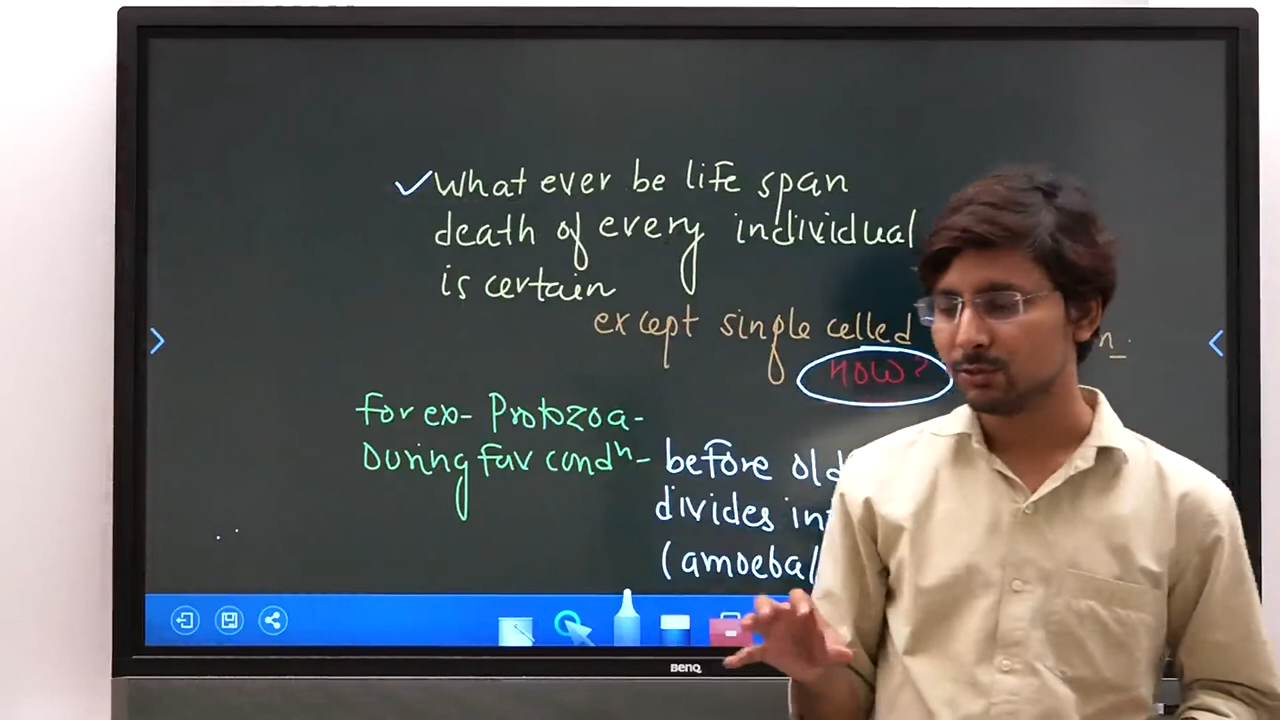 What ever be life span
death of every individual
is certain
except single celled
HOW?
for ex- Protozoa-
During fav condⁿ- before old
divides in
(amoeba/
BenQ